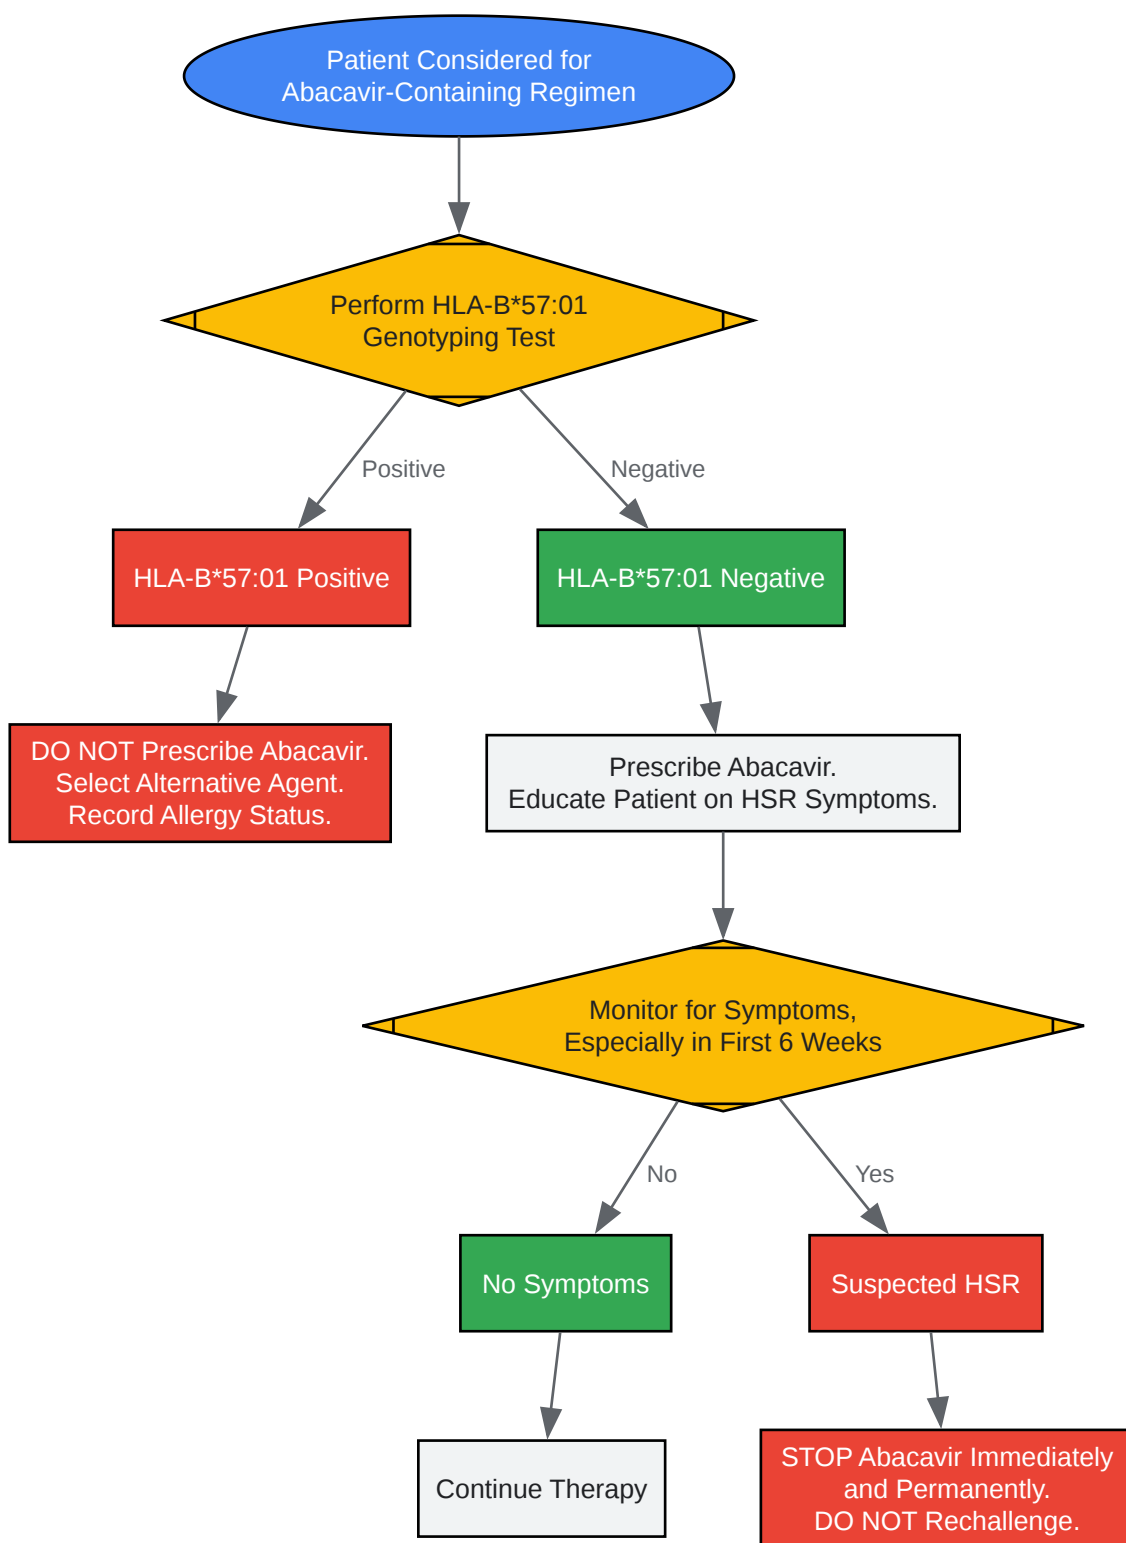 Patient Considered for
Abacavir-Containing Regimen
Perform HLA-B*57:01
Genotyping Test
Positive
Negative
HLA-B*57:01 Positive
HLA-B*57:01 Negative
DO NOT Prescribe Abacavir.
Select Alternative Agent.
Record Allergy Status.
Prescribe Abacavir.
Educate Patient on HSR Symptoms.
Monitor for Symptoms,
Especially in First 6 Weeks
No
Yes
No Symptoms
Suspected HSR
Continue Therapy
STOP Abacavir Immediately
and Permanently.
DO NOT Rechallenge.